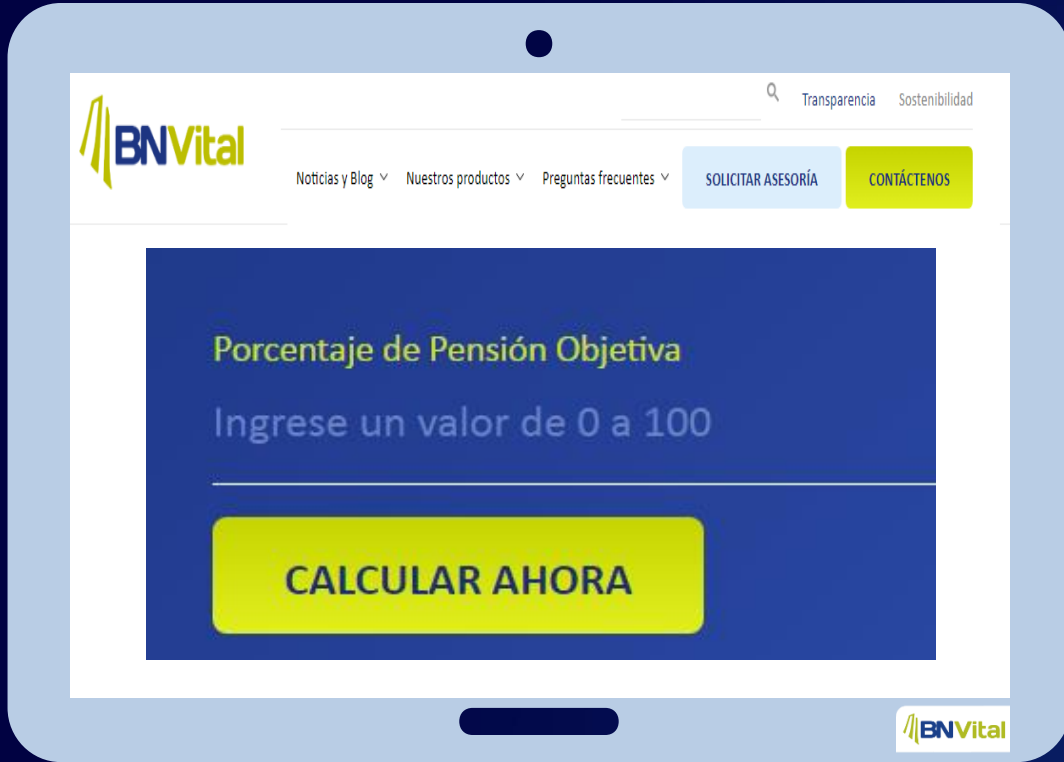 Transparencia Sostenibilidad
BNVital
Noticias y Blog Nuestros productos Preguntas frecuentes SOLICITAR ASESORÍA CONTÁCTENOS
Porcentaje de Pensión Objetiva
Ingrese un valor de 0 a 100
CALCULAR AHORA
BNVital